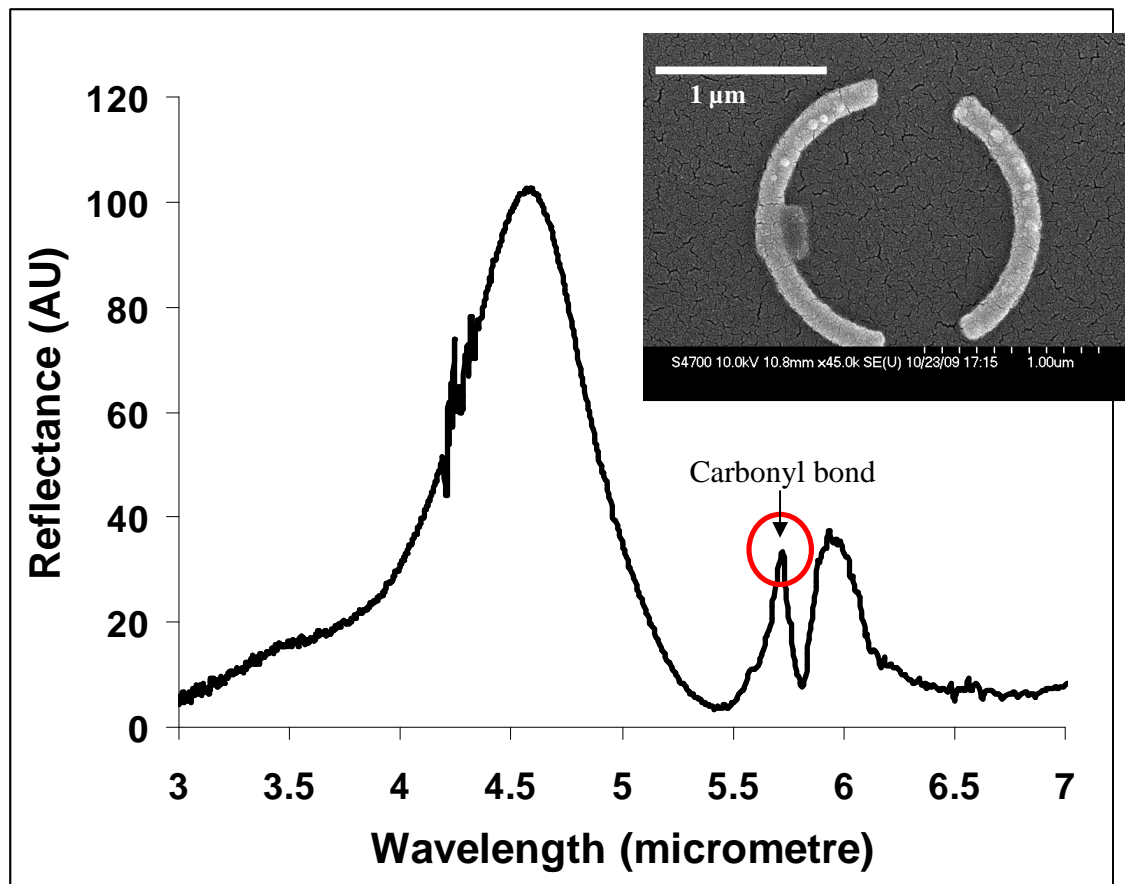 120
100
80
60
40
20
0
Reflectance (AU)
1 µm
S4700 10.0kV 10.8mm x45.0k SE(U) 10/23/09 17:15 1.00um
Carbonyl bond
3 3.5 4 4.5 5 5.5 6 6.5 7
Wavelength (micrometre)